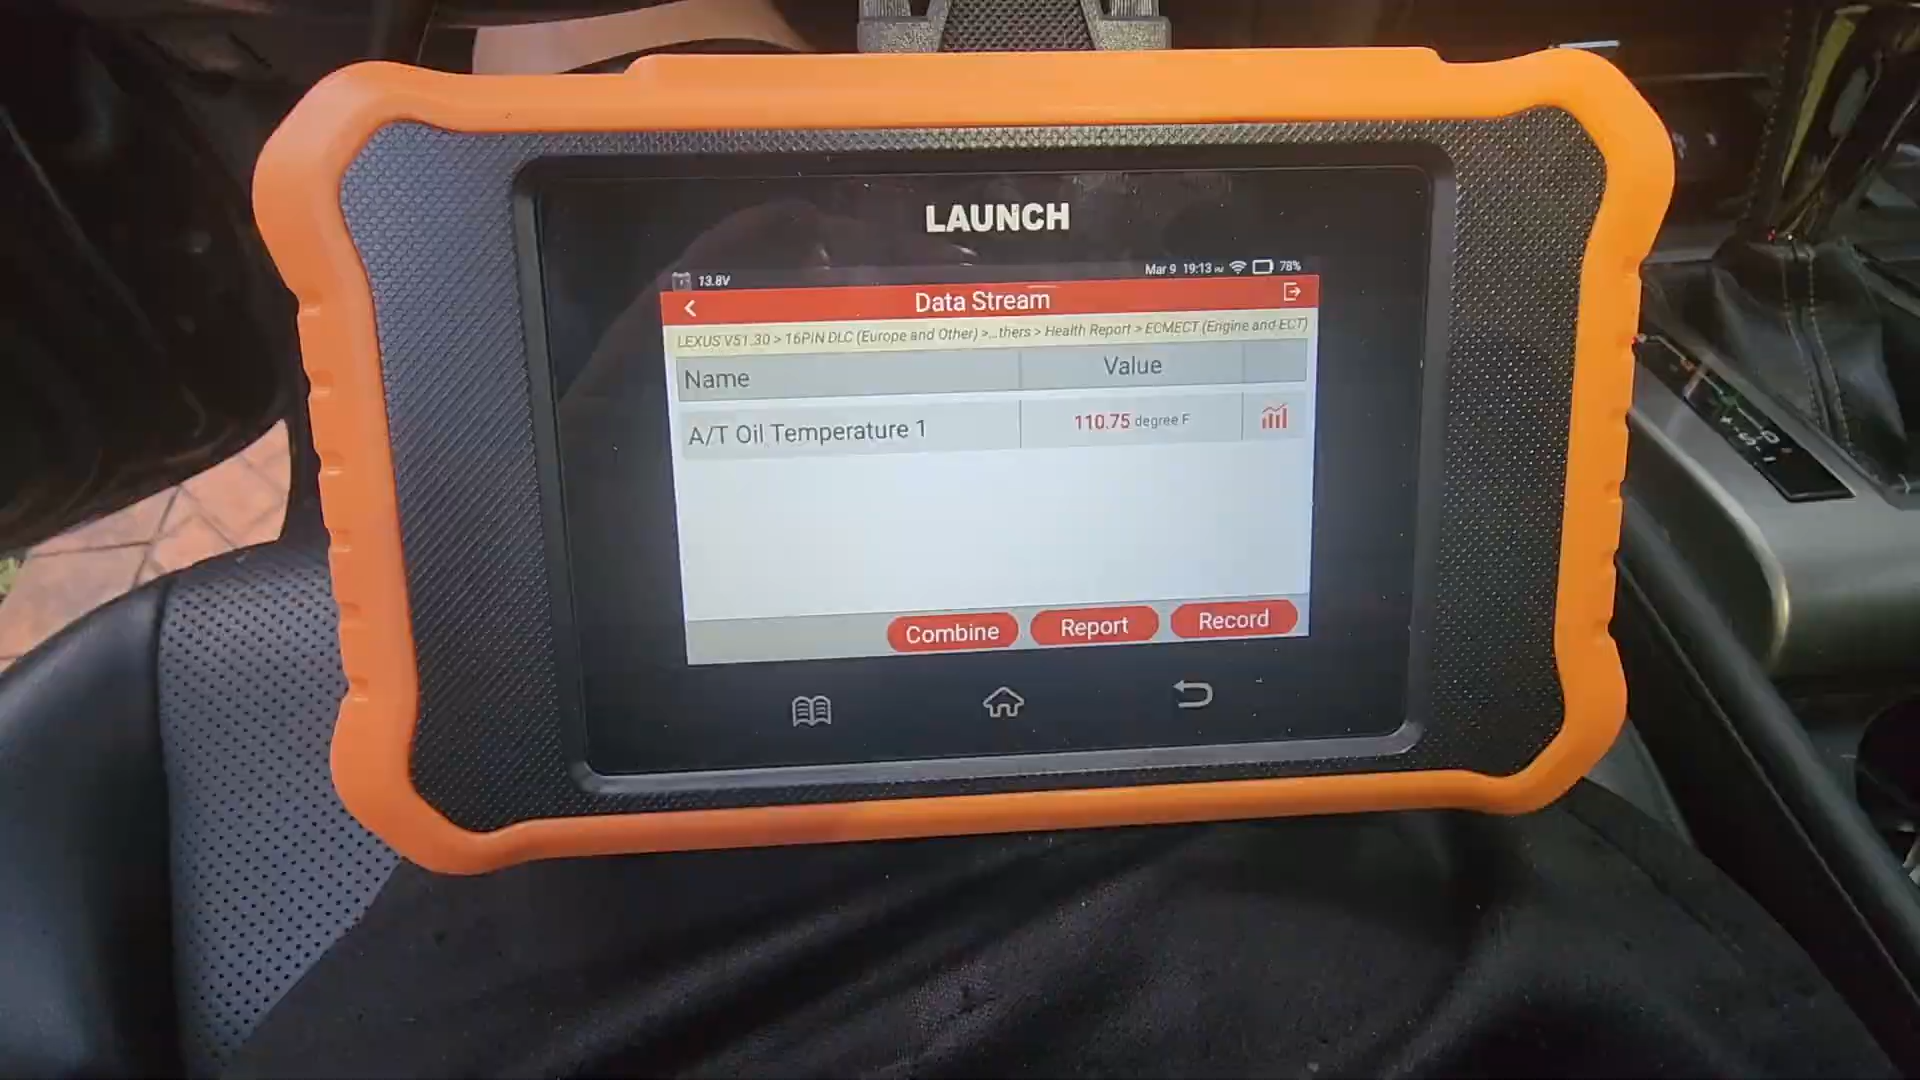 LAUNCH
13.8V
Mar 9 19:13 78%
Data Stream
LEXUS V51.30 > 16PIN DLC (Europe and Other) >...thers > Health Report > ECMECT (Engine and ECT)
Name Value
A/T Oil Temperature 1 110.75 degree F
Combine Report Record